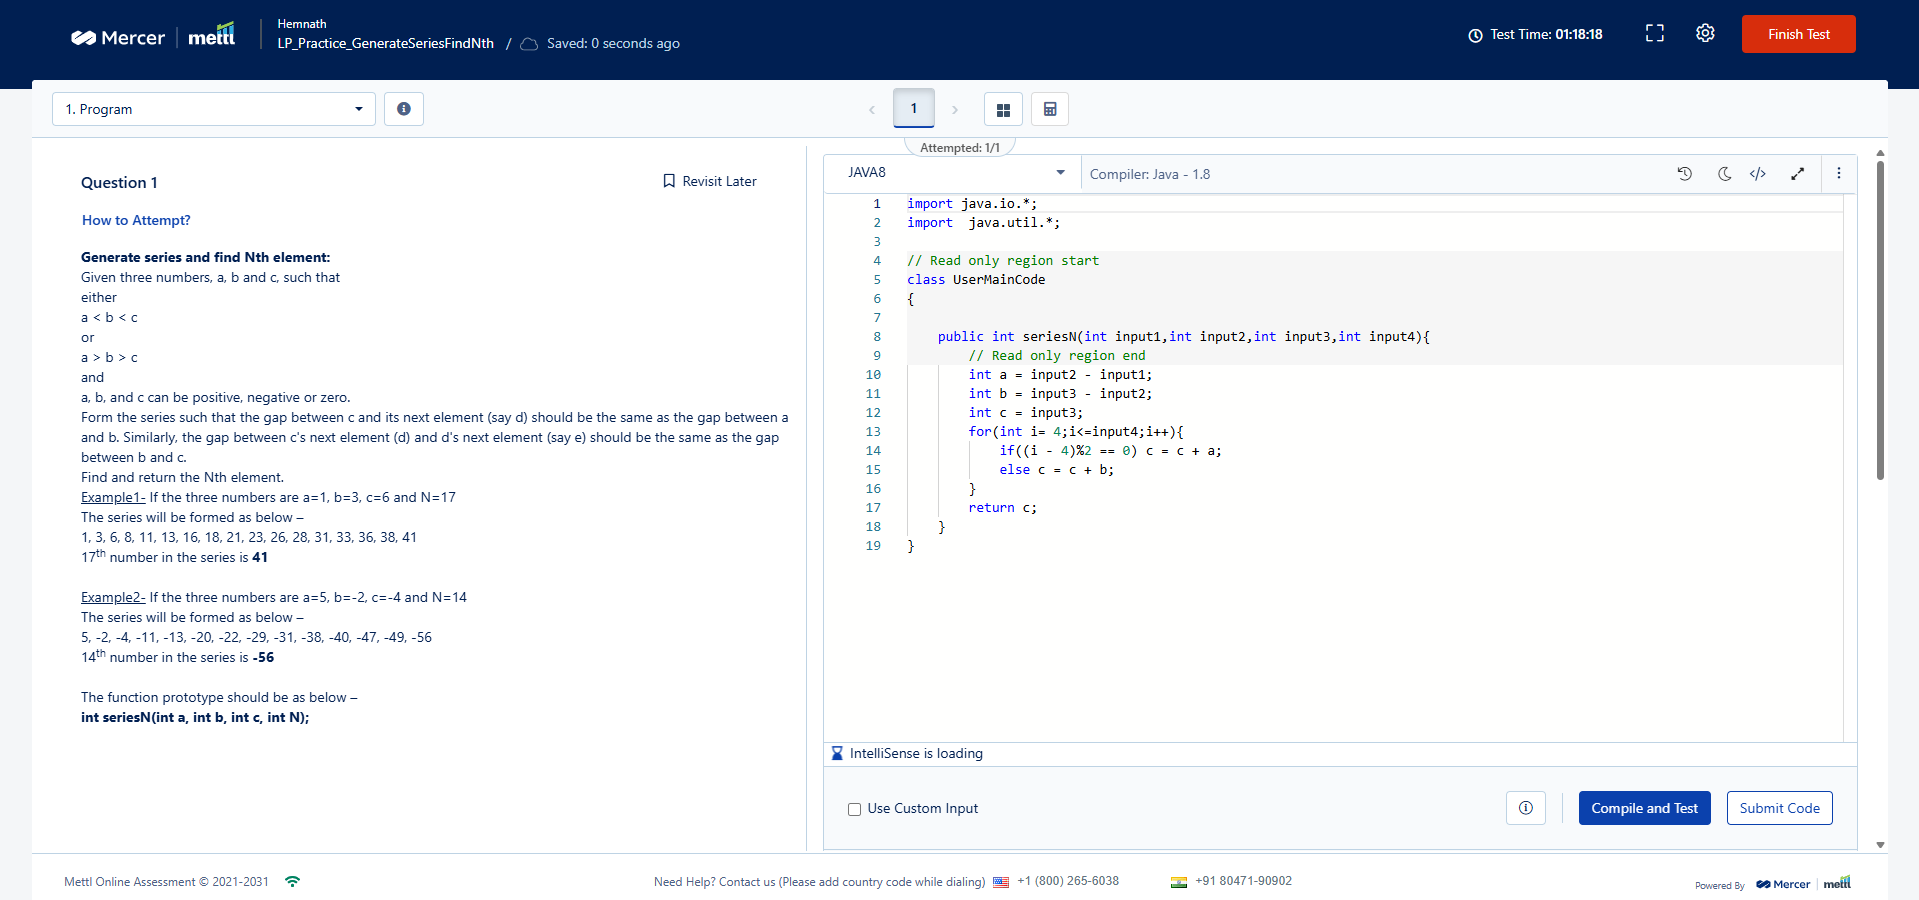 Mercer | mettl
Hemnath
LP_Practice_GenerateSeriesFindNth / Saved: 0 seconds ago
Test Time: 01:18:18
Finish Test
1. Program
1
Attempted: 1/1
Question 1
Revisit Later
How to Attempt?
Generate series and find Nth element:
Given three numbers, a, b and c, such that
either
a < b < c
or
a > b > c
and
a, b, and c can be positive, negative or zero.
Form the series such that the gap between c and its next element (say d) should be the same as the gap between a
and b. Similarly, the gap between c's next element (d) and d's next element (say e) should be the same as the gap
between b and c.
Find and return the Nth element.
Example1- If the three numbers are a=1, b=3, c=6 and N=17
The series will be formed as below –
1, 3, 6, 8, 11, 13, 16, 18, 21, 23, 26, 28, 31, 33, 36, 38, 41
17th number in the series is 41
Example2- If the three numbers are a=5, b=-2, c=-4 and N=14
The series will be formed as below –
5, -2, -4, -11, -13, -20, -22, -29, -31, -38, -40, -47, -49, -56
14th number in the series is -56
The function prototype should be as below –
int seriesN(int a, int b, int c, int N);
JAVA8
Compiler: Java - 1.8
1 import java.io.*;
2 import  java.util.*;
3
4 // Read only region start
5 class UserMainCode
6 {
7
8     public int seriesN(int input1,int input2,int input3,int input4){
9         // Read only region end
10         int a = input2 - input1;
11         int b = input3 - input2;
12         int c = input3;
13         for(int i= 4;i<=input4;i++){
14             if((i - 4)%2 == 0) c = c + a;
15             else c = c + b;
16         }
17         return c;
18     }
19 }
IntelliSense is loading
Use Custom Input
Compile and Test
Submit Code
Mettl Online Assessment © 2021-2031
Need Help? Contact us (Please add country code while dialing) +1 (800) 265-6038 +91 80471-90902
Powered By Mercer | mettl